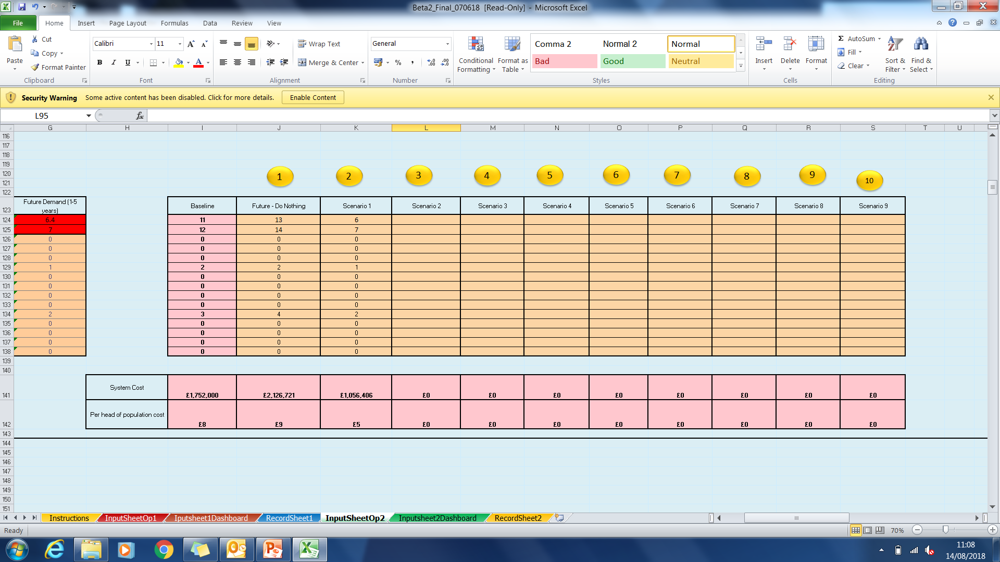 Beta2_Final_070618 [Read-Only] - Microsoft Excel
File Home Insert Page Layout Formulas Data Review View
Paste
Cut
Copy
Format Painter
Clipboard
Calibri 11
B I U
Font
Wrap Text
Merge & Center
Alignment
General
%
Number
Conditional Formatting
Format as Table
Comma 2 Normal 2 Normal
Bad Good Neutral
Styles
Insert Delete Format
Cells
AutoSum
Fill
Clear
Sort & Filter
Find & Select
Editing
Security Warning Some active content has been disabled. Click for more details. Enable Content
L95 fx
G H I J K L M N O P Q R S T U
116
117
118
119
120
121
1 2 3 4 5 6 7 8 9 10
122
123 Future Demand (1-5 years) Baseline Future - Do Nothing Scenario 1 Scenario 2 Scenario 3 Scenario 4 Scenario 5 Scenario 6 Scenario 7 Scenario 8 Scenario 9
124 6.4 11 13 6
125 7 12 14 7
126 0 0 0 0
127 0 0 0 0
128 0 0 0 0
129 1 2 2 1
130 0 0 0 0
131 0 0 0 0
132 0 0 0 0
133 0 0 0 0
134 2 3 4 2
135 0 0 0 0
136 0 0 0 0
137 0 0 0 0
138 0 0 0 0
139
140
141 System Cost £1,752,000 £2,126,721 £1,056,406 £0 £0 £0 £0 £0 £0 £0 £0
142 Per head of population cost £8 £9 £5 £0 £0 £0 £0 £0 £0 £0 £0
143
144
145
146
147
148
149
150
151
Instructions InputSheetOp1 Iputsheet1Dashboard RecordSheet1 InputSheetOp2 Inputsheet2Dashboard RecordSheet2
Ready 70%
11:08
14/08/2018